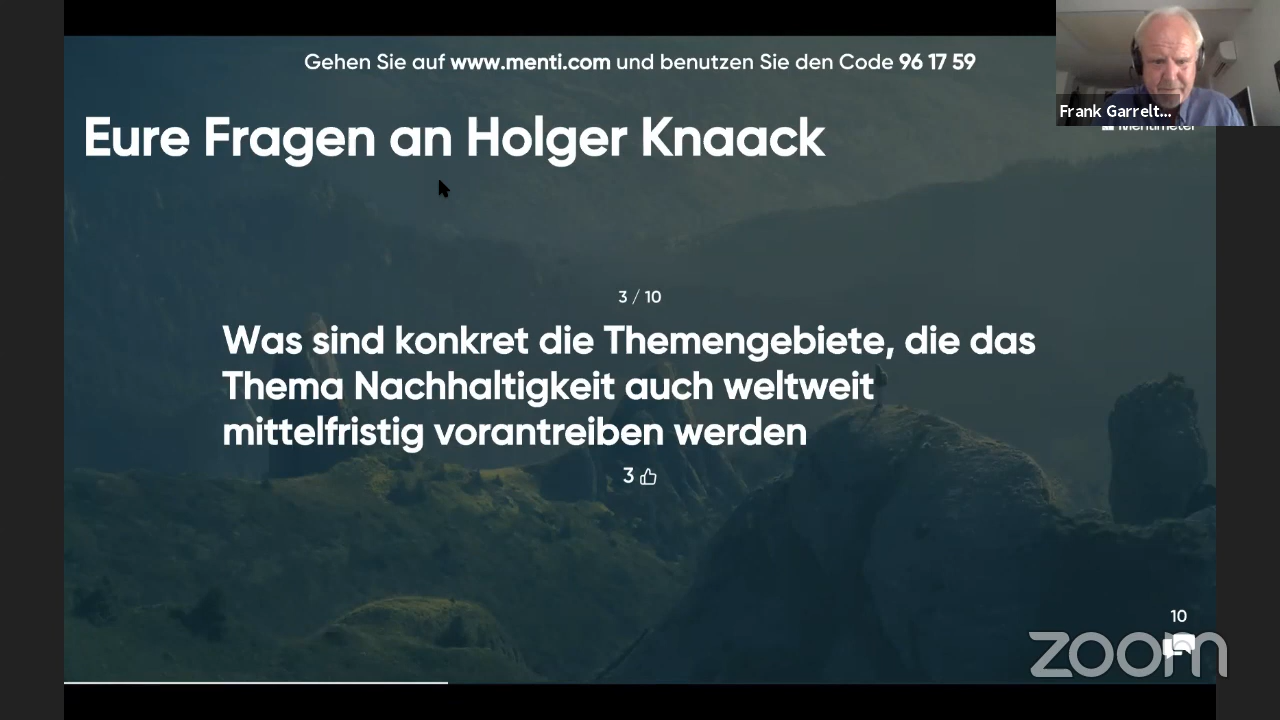 Gehen Sie auf www.menti.com und benutzen Sie den Code 96 17 59
Frank Garrelt...
Mentimeter
Eure Fragen an Holger Knaack
3 / 10
Was sind konkret die Themengebiete, die das
Thema Nachhaltigkeit auch weltweit
mittelfristig vorantreiben werden
3
10
zoom